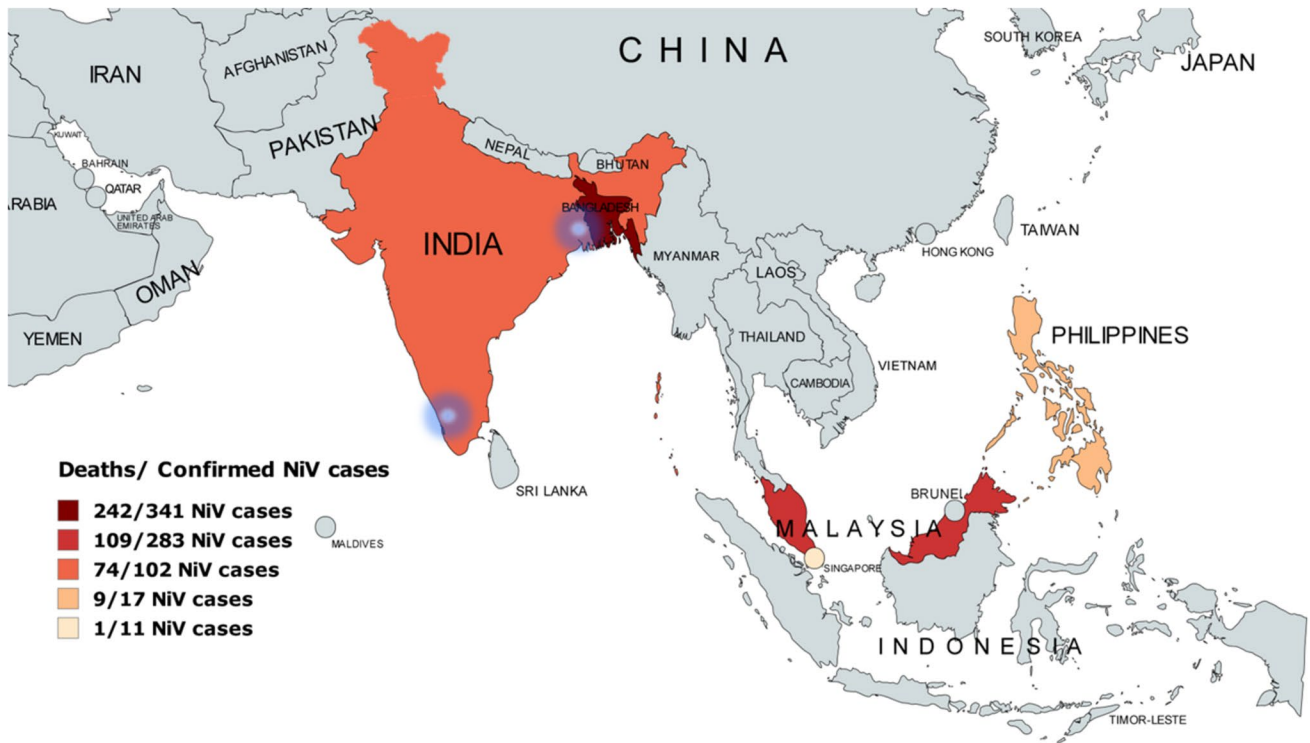 CHINA
SOUTH KOREA
JAPAN
IRAN
AFGHANISTAN
PAKISTAN
KUWAIT
BAHRAIN
QATAR
ARABIA
UNITED ARAB
EMIRATES
OMAN
YEMEN
NEPAL
BHUTAN
BANGLADESH
INDIA
MYANMAR
LAOS
HONG KONG
TAIWAN
THAILAND
VIETNAM
CAMBODIA
PHILIPPINES
SRI LANKA
MALDIVES
BRUNEI
MALAYSIA
SINGAPORE
INDONESIA
TIMOR-LESTE
Deaths/ Confirmed NiV cases
242/341 NiV cases
109/283 NiV cases
74/102 NiV cases
9/17 NiV cases
1/11 NiV cases